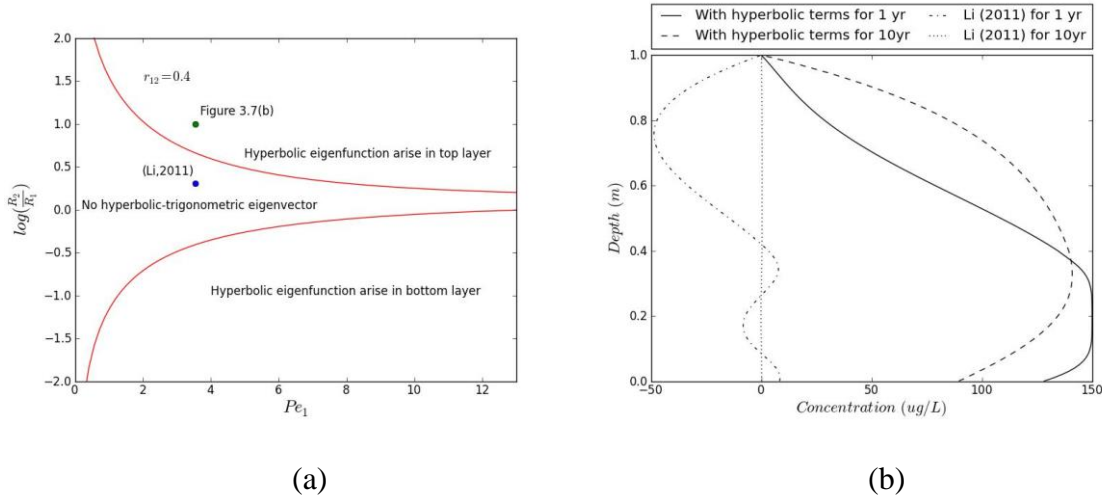 2.0
1.5
1.0
0.5
0.0
−0.5
−1.0
−1.5
−2.0
log(R2/R1)
r12=0.4
Figure 3.7(b)
Hyperbolic eigenfunction arise in top layer
(Li,2011)
No hyperbolic-trigonometric eigenvector
Hyperbolic eigenfunction arise in bottom layer
0 2 4 6 8 10 12
Pe1
(a)
With hyperbolic terms for 1 yr
With hyperbolic terms for 10yr
Li (2011) for 1 yr
Li (2011) for 10yr
1.0
0.8
0.6
0.4
0.2
0.0
Depth (m)
−50 0 50 100 150
Concentration (ug/L)
(b)